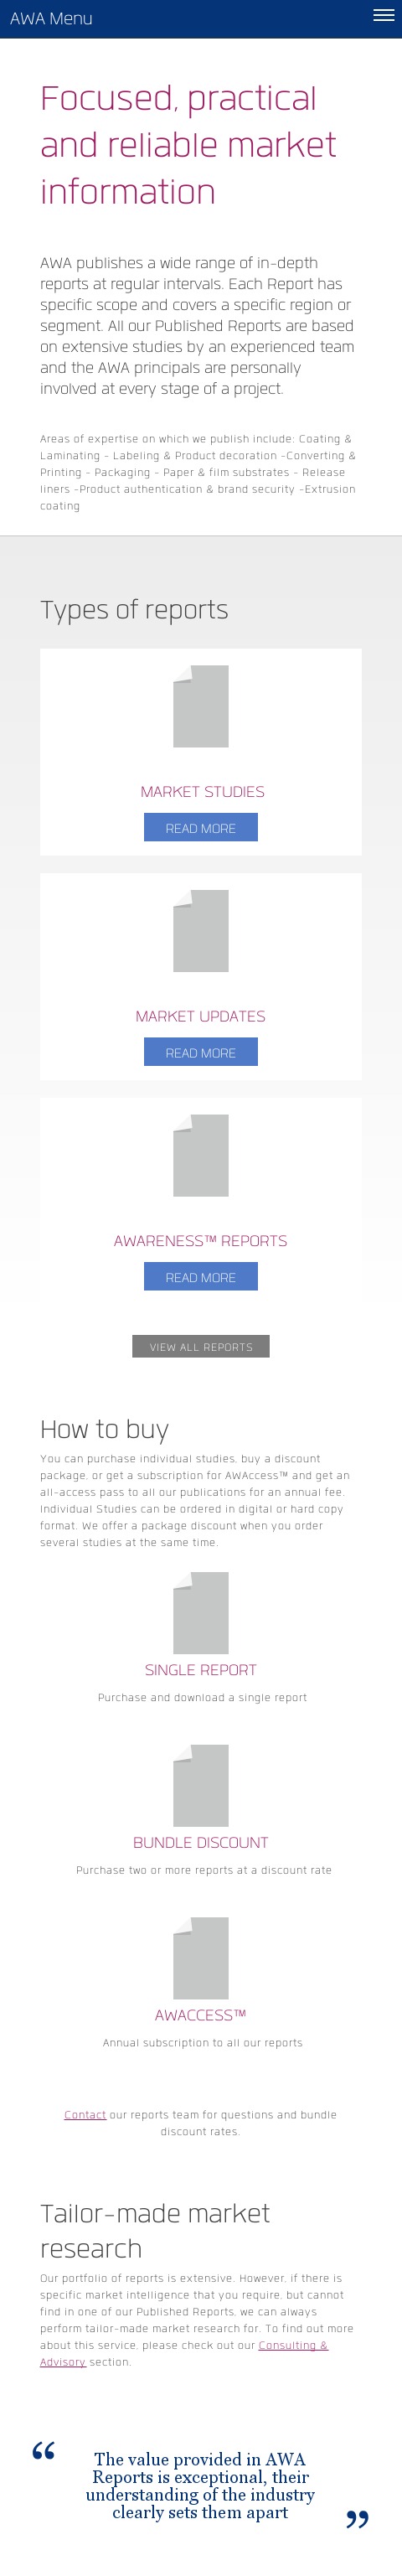 AWA Menu
Focused, practical
and reliable market
information
AWA publishes a wide range of in-depth
reports at regular intervals. Each Report has
specific scope and covers a specific region or
segment. All our Published Reports are based
on extensive studies by an experienced team
and the AWA principals are personally
involved at every stage of a project.
Areas of expertise on which we publish include: Coating &
Laminating - Labeling & Product decoration -Converting &
Printing - Packaging - Paper & film substrates - Release
liners -Product authentication & brand security -Extrusion
coating
Types of reports
MARKET STUDIES
READ MORE
MARKET UPDATES
READ MORE
AWARENESS™ REPORTS
READ MORE
VIEW ALL REPORTS
How to buy
You can purchase individual studies, buy a discount
package, or get a subscription for AWAccess™ and get an
all-access pass to all our publications for an annual fee.
Individual Studies can be ordered in digital or hard copy
format. We offer a package discount when you order
several studies at the same time.
SINGLE REPORT
Purchase and download a single report
BUNDLE DISCOUNT
Purchase two or more reports at a discount rate
AWACCESS™
Annual subscription to all our reports
Contact our reports team for questions and bundle
discount rates.
Tailor-made market
research
Our portfolio of reports is extensive. However, if there is
specific market intelligence that you require, but cannot
find in one of our Published Reports, we can always
perform tailor-made market research for. To find out more
about this service, please check out our Consulting &
Advisory section.
“
The value provided in AWA
Reports is exceptional, their
understanding of the industry
clearly sets them apart
”